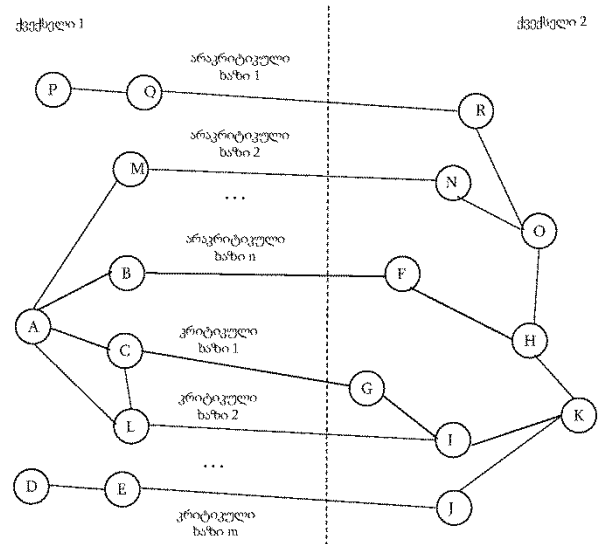 ქვექსელი 1
ქვექსელი 2
არაკრიტიკული
ხაზი 1
P
Q
R
არაკრიტიკული
ხაზი 2
M
N
...
O
არაკრიტიკული
ხაზი n
B
F
A
კრიტიკული
ხაზი 1
C
H
G
კრიტიკული
ხაზი 2
K
L
I
...
D
E
J
კრიტიკული
ხაზი m